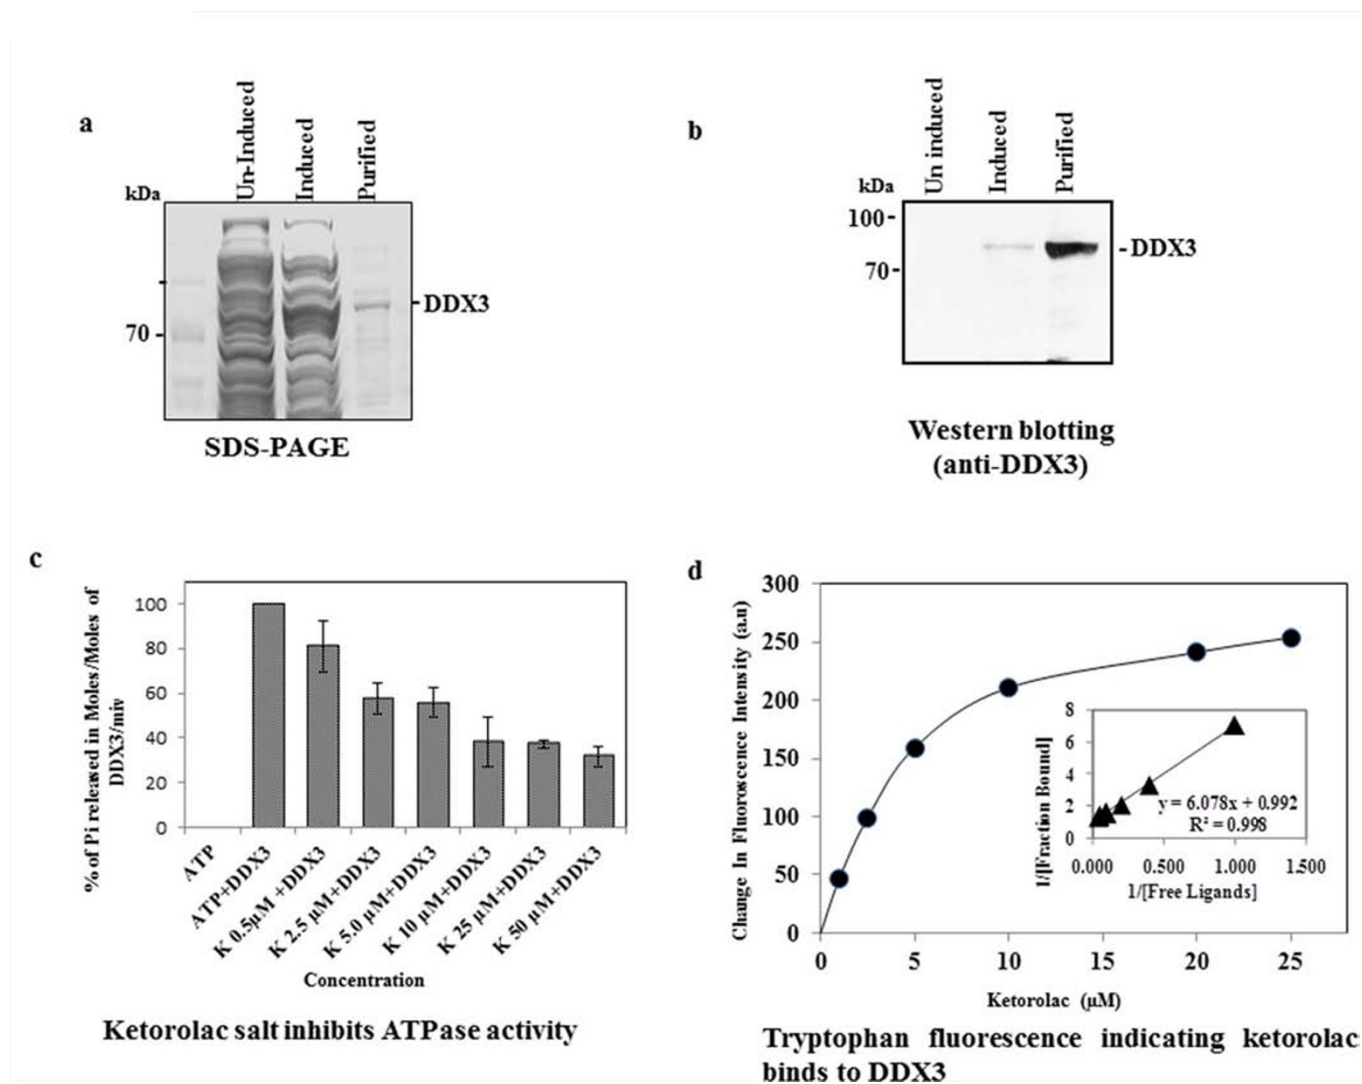 a
Un-Induced
Induced
Purified
kDa
70
DDX3
SDS-PAGE
b
Un induced
Induced
Purified
kDa
100
70
-DDX3
Western blotting
(anti-DDX3)
c
% of Pi released in Moles/Moles of
DDX3/miv
100
80
60
40
20
0
ATP
ATP+DDX3
K 0.5µM +DDX3
K 2.5 µM+DDX3
K 5.0 µM+DDX3
K 10 µM+DDX3
K 25 µM+DDX3
K 50 µM+DDX3
Concentration
Ketorolac salt inhibits ATPase activity
d
Change In Fluoroscence Intensity (a.u)
300
250
200
150
100
50
0
0 5 10 15 20 25
Ketorolac (µM)
1/[Fraction Bound]
8
6
4
2
0
y = 6.078x + 0.992
R² = 0.998
0.000 0.500 1.000 1.500
1/[Free Ligands]
Tryptophan fluorescence indicating ketorolac
binds to DDX3